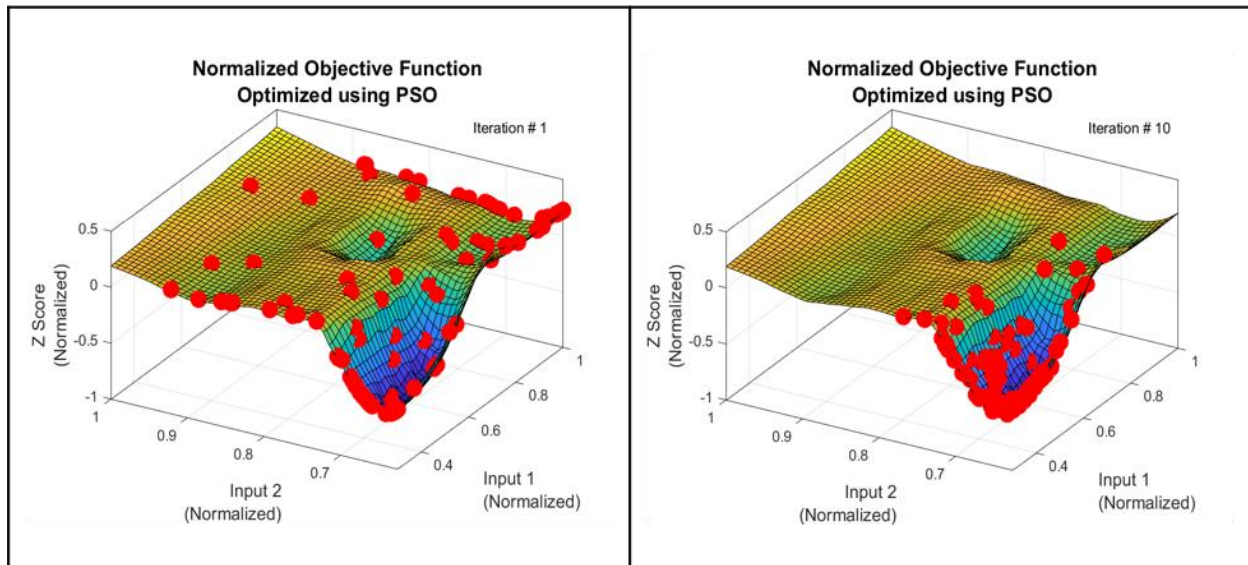 Normalized Objective Function
Optimized using PSO
Iteration # 1
0.5
0
-0.5
-1
Z Score
(Normalized)
1
0.9
0.8
0.7
Input 2
(Normalized)
0.4
0.6
0.8
1
Input 1
(Normalized)
Normalized Objective Function
Optimized using PSO
Iteration # 10
0.5
0
-0.5
-1
Z Score
(Normalized)
1
0.9
0.8
0.7
Input 2
(Normalized)
0.4
0.6
0.8
1
Input 1
(Normalized)